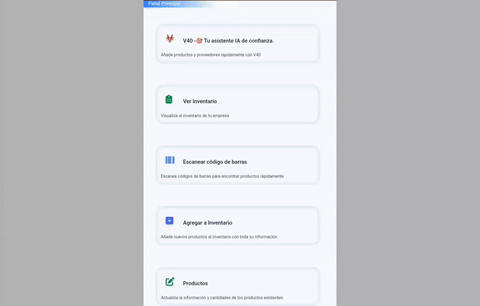 Panel Principal
V40 -🎯 Tu asistente IA de confianza.
Añade productos y proveedores rápidamente con V40
Ver Inventario
Visualiza el inventario de tu empresa
Escanear código de barras
Escanea códigos de barras para encontrar productos rápidamente
Agregar a Inventario
Añade nuevos productos al inventario con toda su información
Productos
Actualiza la información y cantidades de los productos existentes